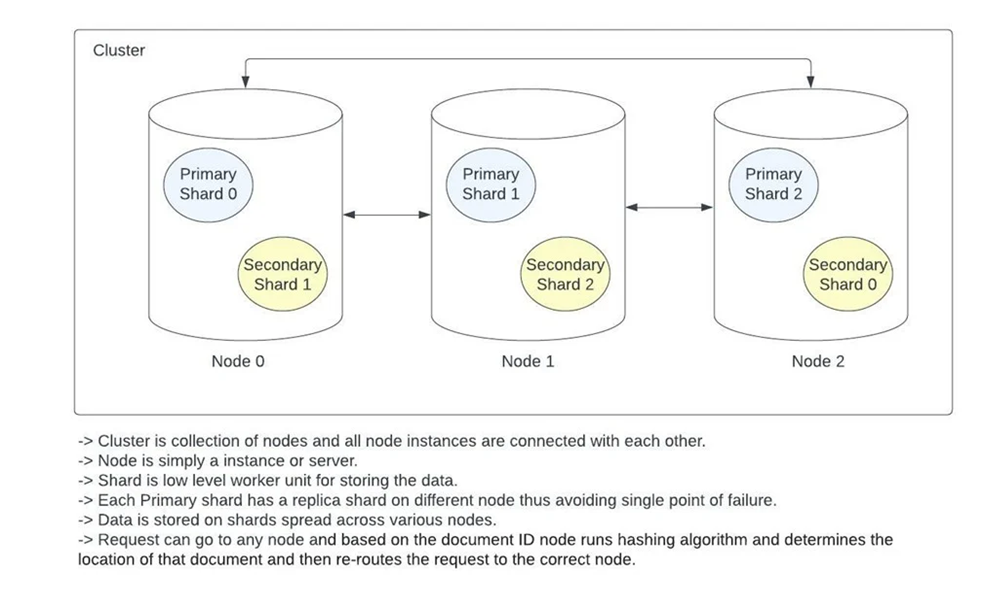 Cluster
Primary
Shard 0
Secondary
Shard 1
Node 0
Primary
Shard 1
Secondary
Shard 2
Node 1
Primary
Shard 2
Secondary
Shard 0
Node 2
-> Cluster is collection of nodes and all node instances are connected with each other.
-> Node is simply a instance or server.
-> Shard is low level worker unit for storing the data.
-> Each Primary shard has a replica shard on different node thus avoiding single point of failure.
-> Data is stored on shards spread across various nodes.
-> Request can go to any node and based on the document ID node runs hashing algorithm and determines the
location of that document and then re-routes the request to the correct node.